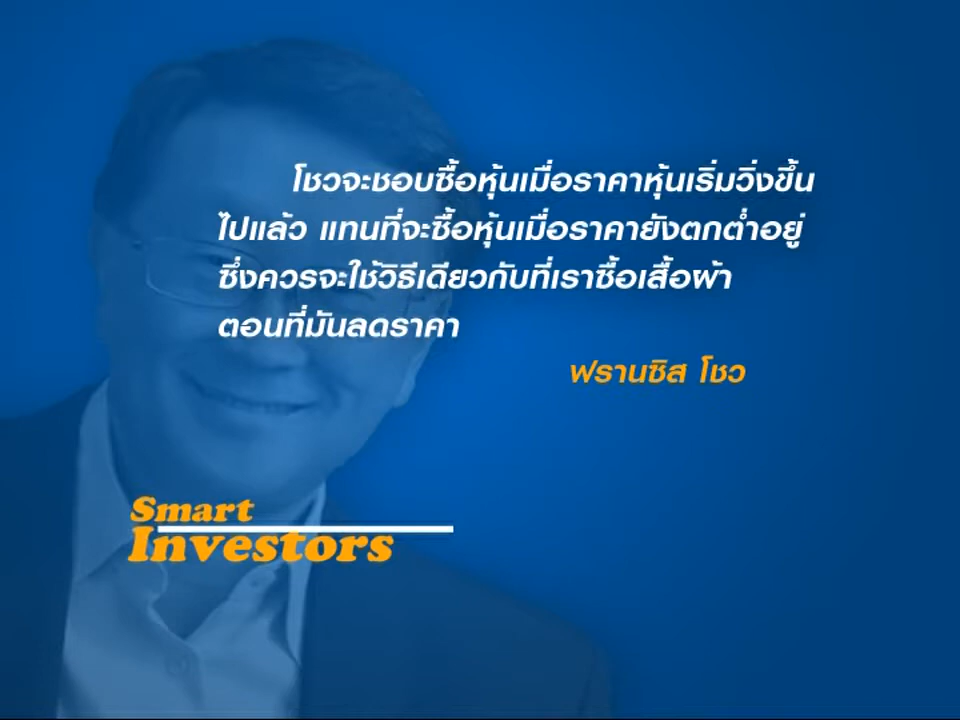 โชวจะชอบซื้อหุ้นเมื่อราคาหุ้นเริ่มวิ่งขึ้น
ไปแล้ว แทนที่จะซื้อหุ้นเมื่อราคายังตกต่ำอยู่
ซึ่งควรจะใช้วิธีเดียวกับที่เราซื้อเสื้อผ้า
ตอนที่มันลดราคา
ฟรานซิส โชว
Smart
Investors